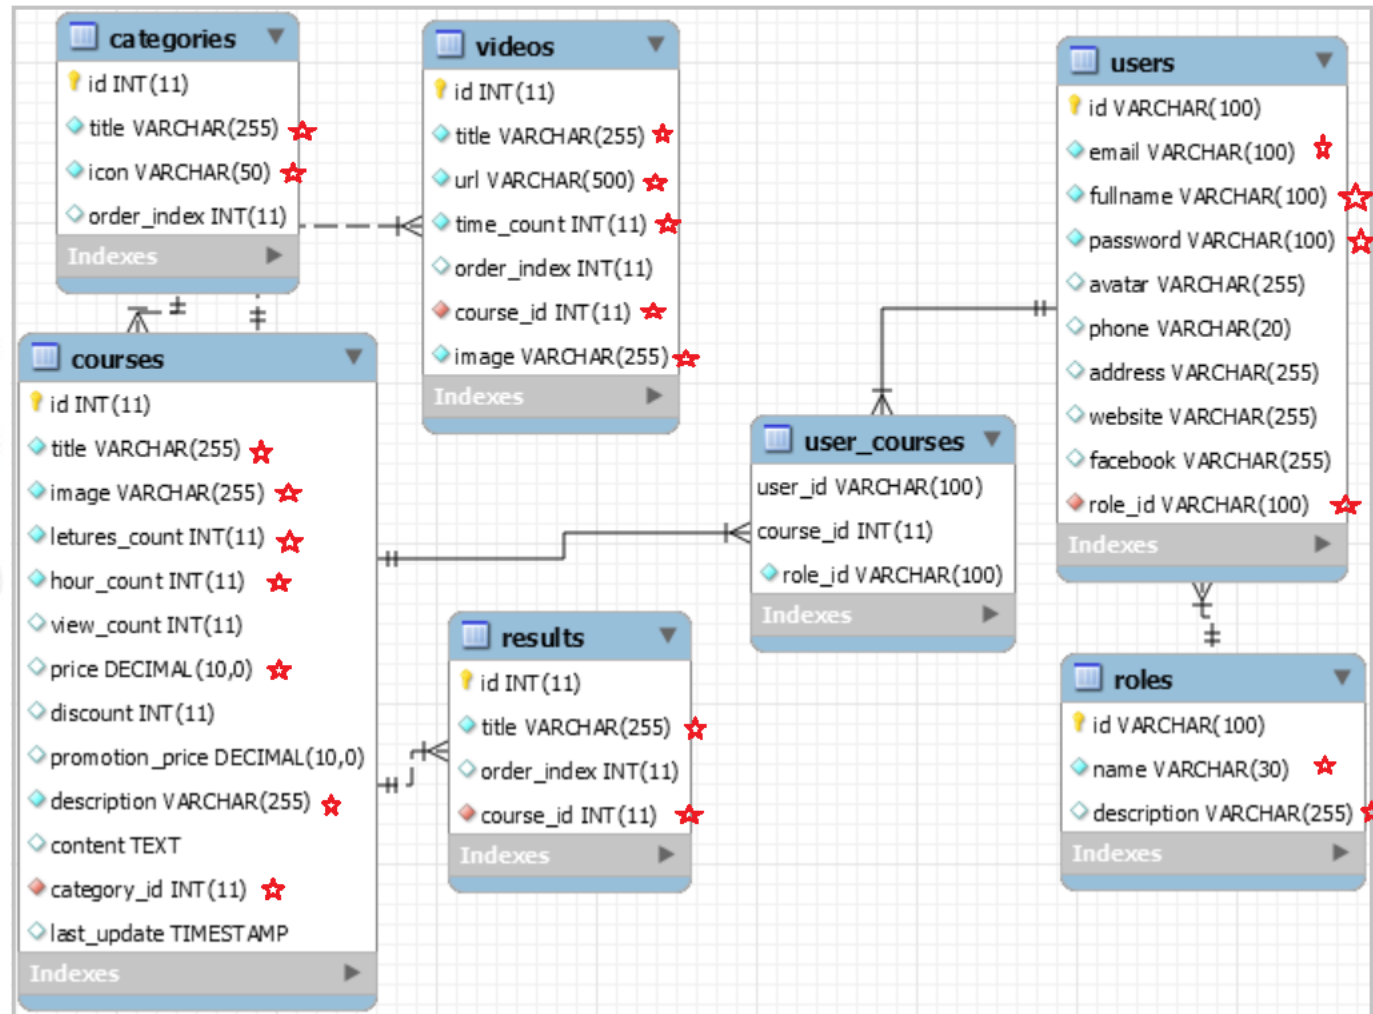 categories
id INT(11)
title VARCHAR(255)
icon VARCHAR(50)
order_index INT(11)
Indexes
videos
id INT(11)
title VARCHAR(255)
url VARCHAR(500)
time_count INT(11)
order_index INT(11)
course_id INT(11)
image VARCHAR(255)
Indexes
users
id VARCHAR(100)
email VARCHAR(100)
fullname VARCHAR(100)
password VARCHAR(100)
avatar VARCHAR(255)
phone VARCHAR(20)
address VARCHAR(255)
website VARCHAR(255)
facebook VARCHAR(255)
role_id VARCHAR(100)
Indexes
courses
id INT(11)
title VARCHAR(255)
image VARCHAR(255)
letures_count INT(11)
hour_count INT(11)
view_count INT(11)
price DECIMAL(10,0)
discount INT(11)
promotion_price DECIMAL(10,0)
description VARCHAR(255)
content TEXT
category_id INT(11)
last_update TIMESTAMP
Indexes
user_courses
user_id VARCHAR(100)
course_id INT(11)
role_id VARCHAR(100)
Indexes
results
id INT(11)
title VARCHAR(255)
order_index INT(11)
course_id INT(11)
Indexes
roles
id VARCHAR(100)
name VARCHAR(30)
description VARCHAR(255)
Indexes